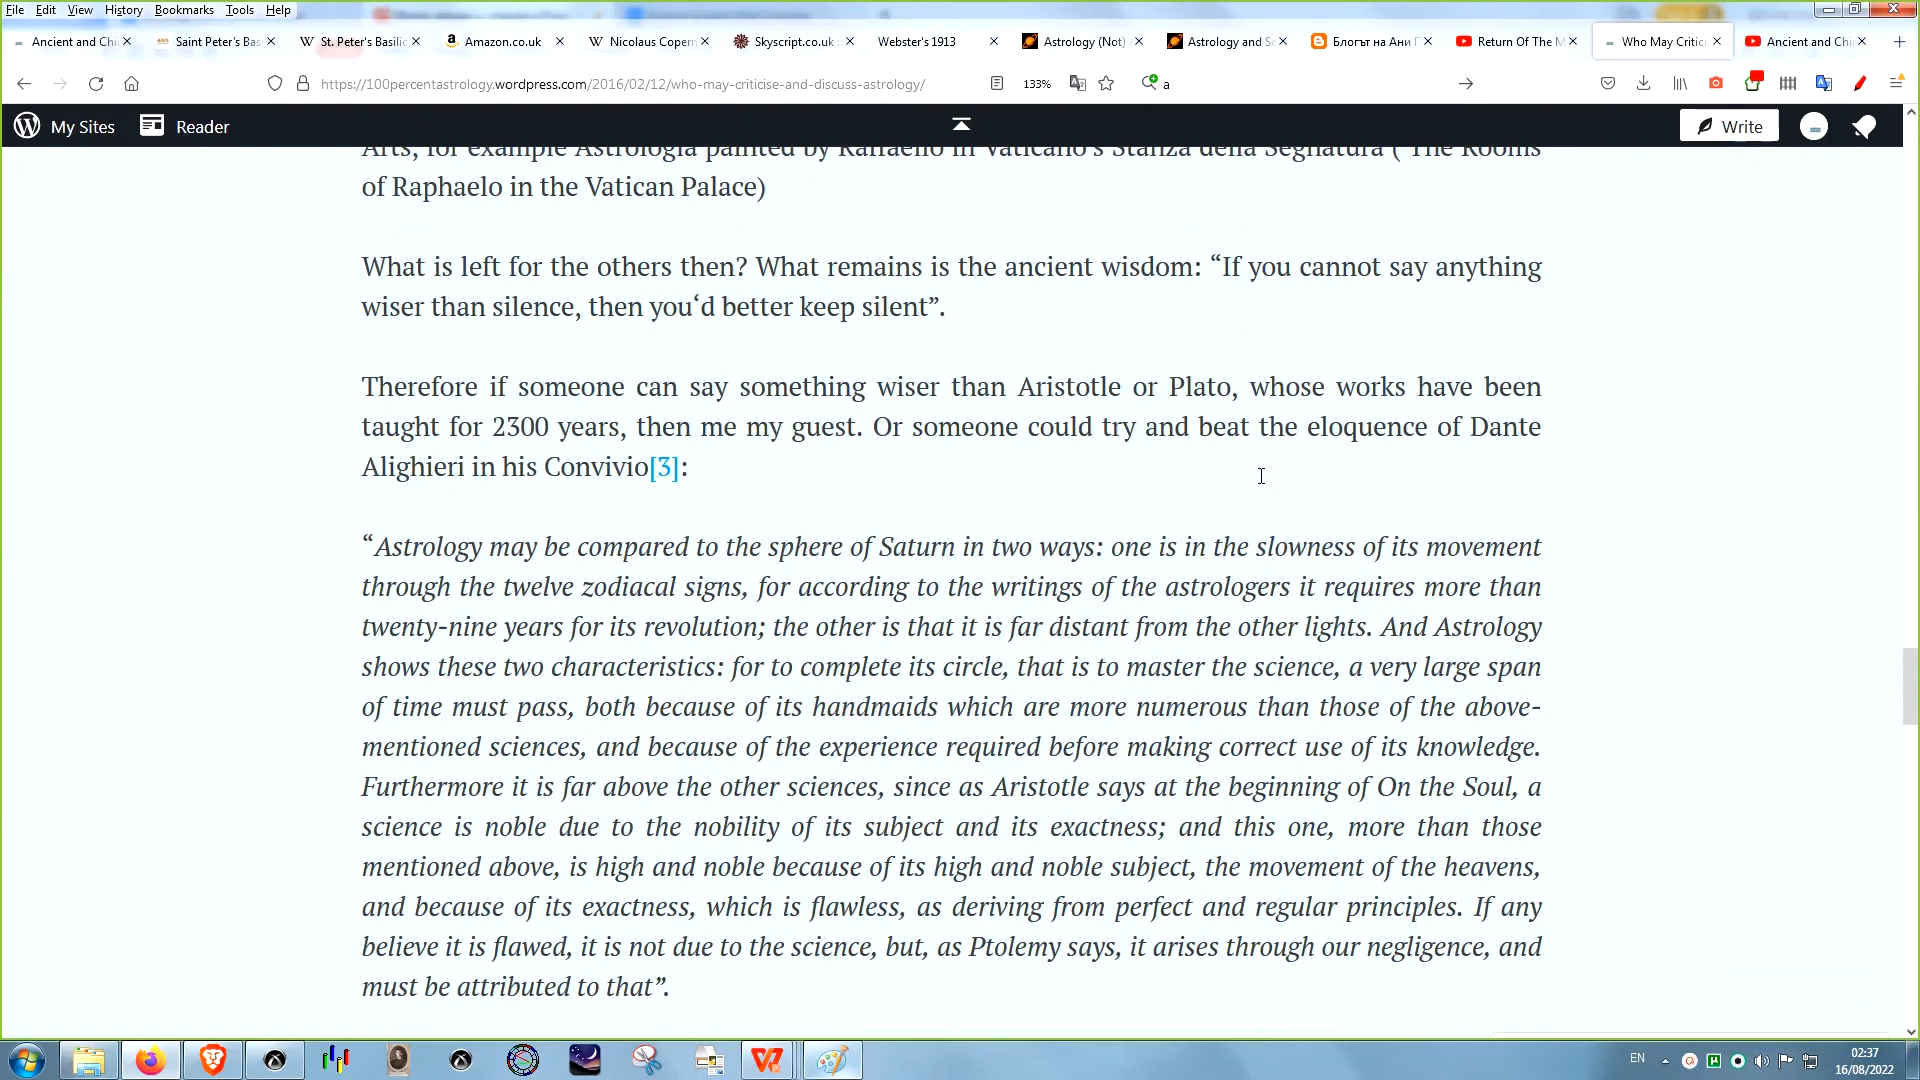 File Edit View History Bookmarks Tools Help
Ancient and Chi
Saint Peter's Basi
St. Peter's Basilic
Amazon.co.uk
Nicolaus Copern
Skyscript.co.uk :
Webster's 1913
Astrology (Not)
Astrology and Sc
Блогът на Ани Г
Return Of The M
Who May Critic
Ancient and Chi
https://100percentastrology.wordpress.com/2016/02/12/who-may-criticise-and-discuss-astrology/
133%
a
My Sites Reader Write
Arts, for example Astrologia painted by Raffaello in Vaticano's Stanza della Segnatura ( The Rooms
of Raphaelo in the Vatican Palace)
What is left for the others then? What remains is the ancient wisdom: “If you cannot say anything
wiser than silence, then you‘d better keep silent”.
Therefore if someone can say something wiser than Aristotle or Plato, whose works have been
taught for 2300 years, then me my guest. Or someone could try and beat the eloquence of Dante
Alighieri in his Convivio[3]:
“Astrology may be compared to the sphere of Saturn in two ways: one is in the slowness of its movement
through the twelve zodiacal signs, for according to the writings of the astrologers it requires more than
twenty-nine years for its revolution; the other is that it is far distant from the other lights. And Astrology
shows these two characteristics: for to complete its circle, that is to master the science, a very large span
of time must pass, both because of its handmaids which are more numerous than those of the above-
mentioned sciences, and because of the experience required before making correct use of its knowledge.
Furthermore it is far above the other sciences, since as Aristotle says at the beginning of On the Soul, a
science is noble due to the nobility of its subject and its exactness; and this one, more than those
mentioned above, is high and noble because of its high and noble subject, the movement of the heavens,
and because of its exactness, which is flawless, as deriving from perfect and regular principles. If any
believe it is flawed, it is not due to the science, but, as Ptolemy says, it arises through our negligence, and
must be attributed to that”.
EN
02:37
16/08/2022